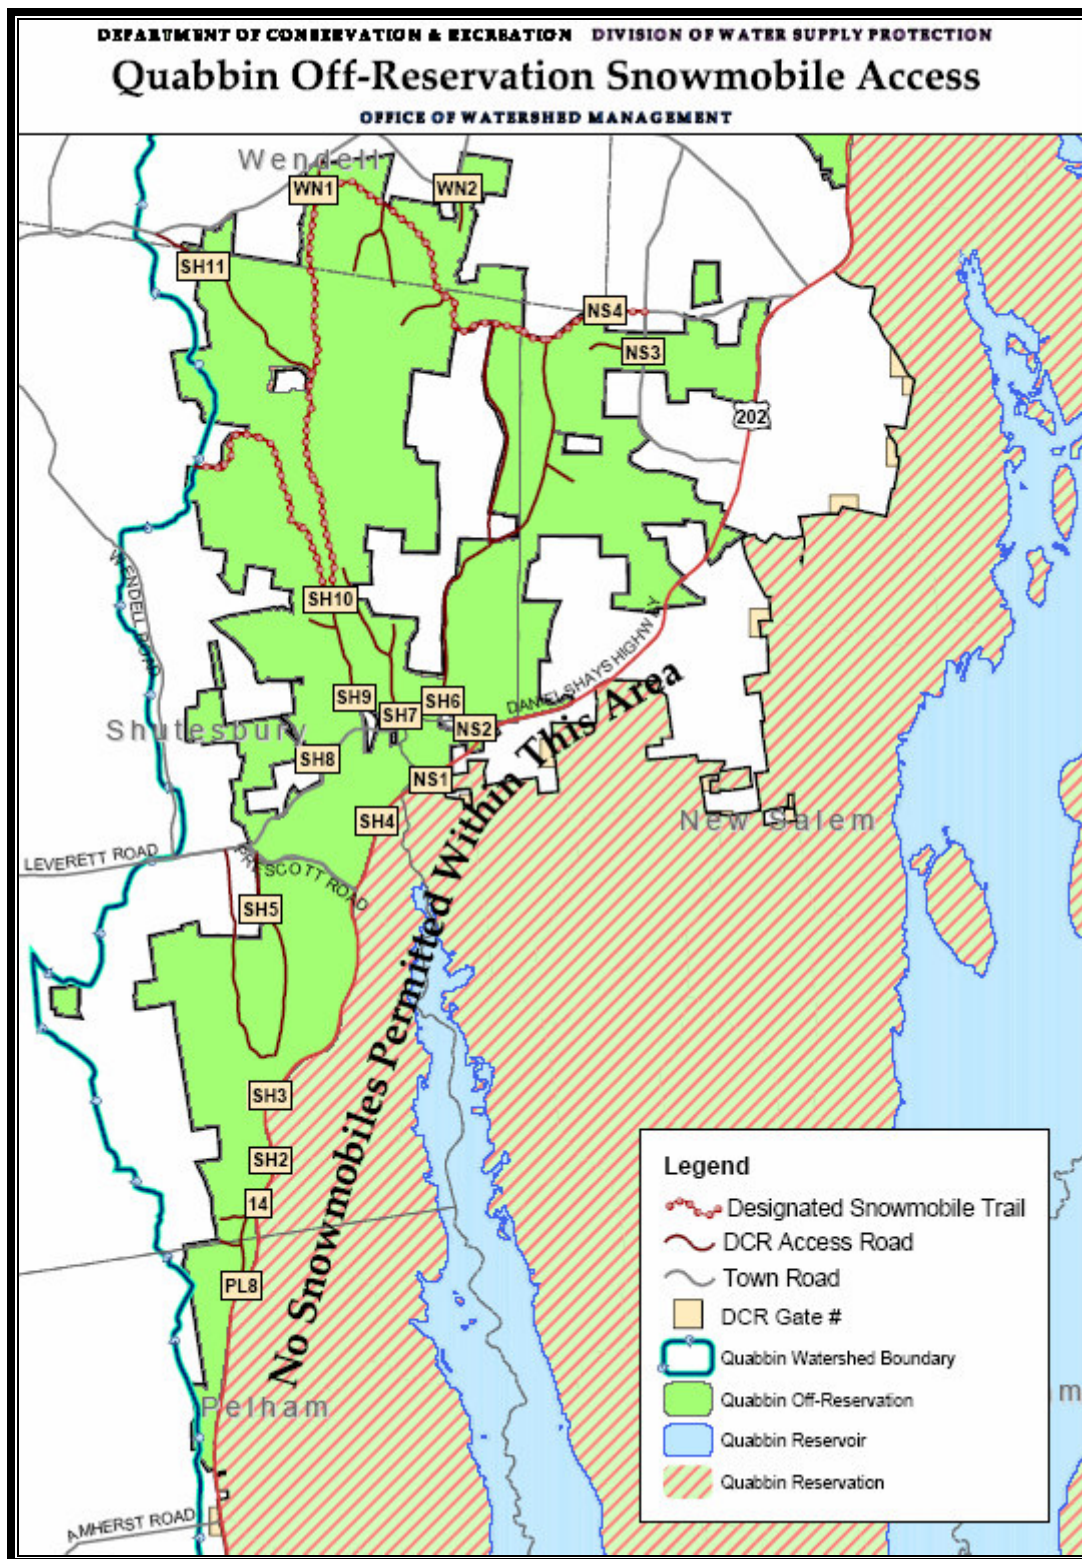 DEPARTMENT OF CONSERVATION & RECREATION DIVISION OF WATER SUPPLY PROTECTION
Quabbin Off-Reservation Snowmobile Access
OFFICE OF WATERSHED MANAGEMENT
Wendell
WN1
WN2
SH11
NS4
NS3
202
WENDELL ROAD
SH10
DANIEL SHAYS HIGHWAY
SH9
SH6
SH7
NS2
Shutesbury
SH8
NS1
SH4
New Salem
LEVERETT ROAD
PRESCOTT ROAD
SH5
No Snowmobiles Permitted Within This Area
SH3
SH2
14
PL8
Pelham
AMHERST ROAD
m
Legend
Designated Snowmobile Trail
DCR Access Road
Town Road
DCR Gate #
Quabbin Watershed Boundary
Quabbin Off-Reservation
Quabbin Reservoir
Quabbin Reservation